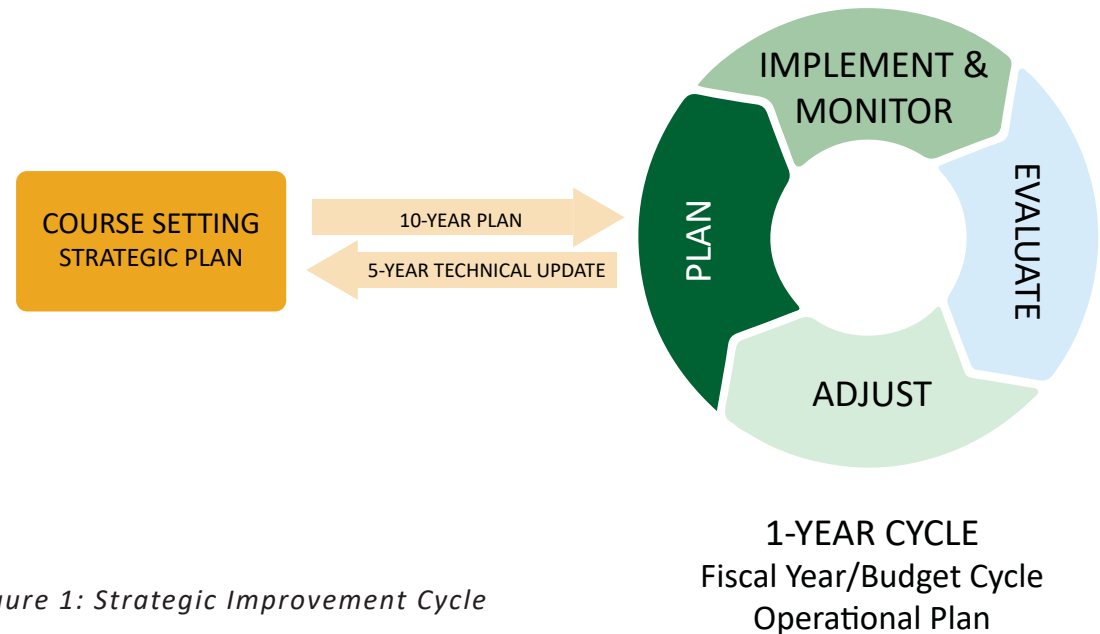 COURSE SETTING
STRATEGIC PLAN
10-YEAR PLAN
5-YEAR TECHNICAL UPDATE
PLAN
IMPLEMENT &
MONITOR
EVALUATE
ADJUST
1-YEAR CYCLE
Fiscal Year/Budget Cycle
Operational Plan
gure 1: Strategic Improvement Cycle